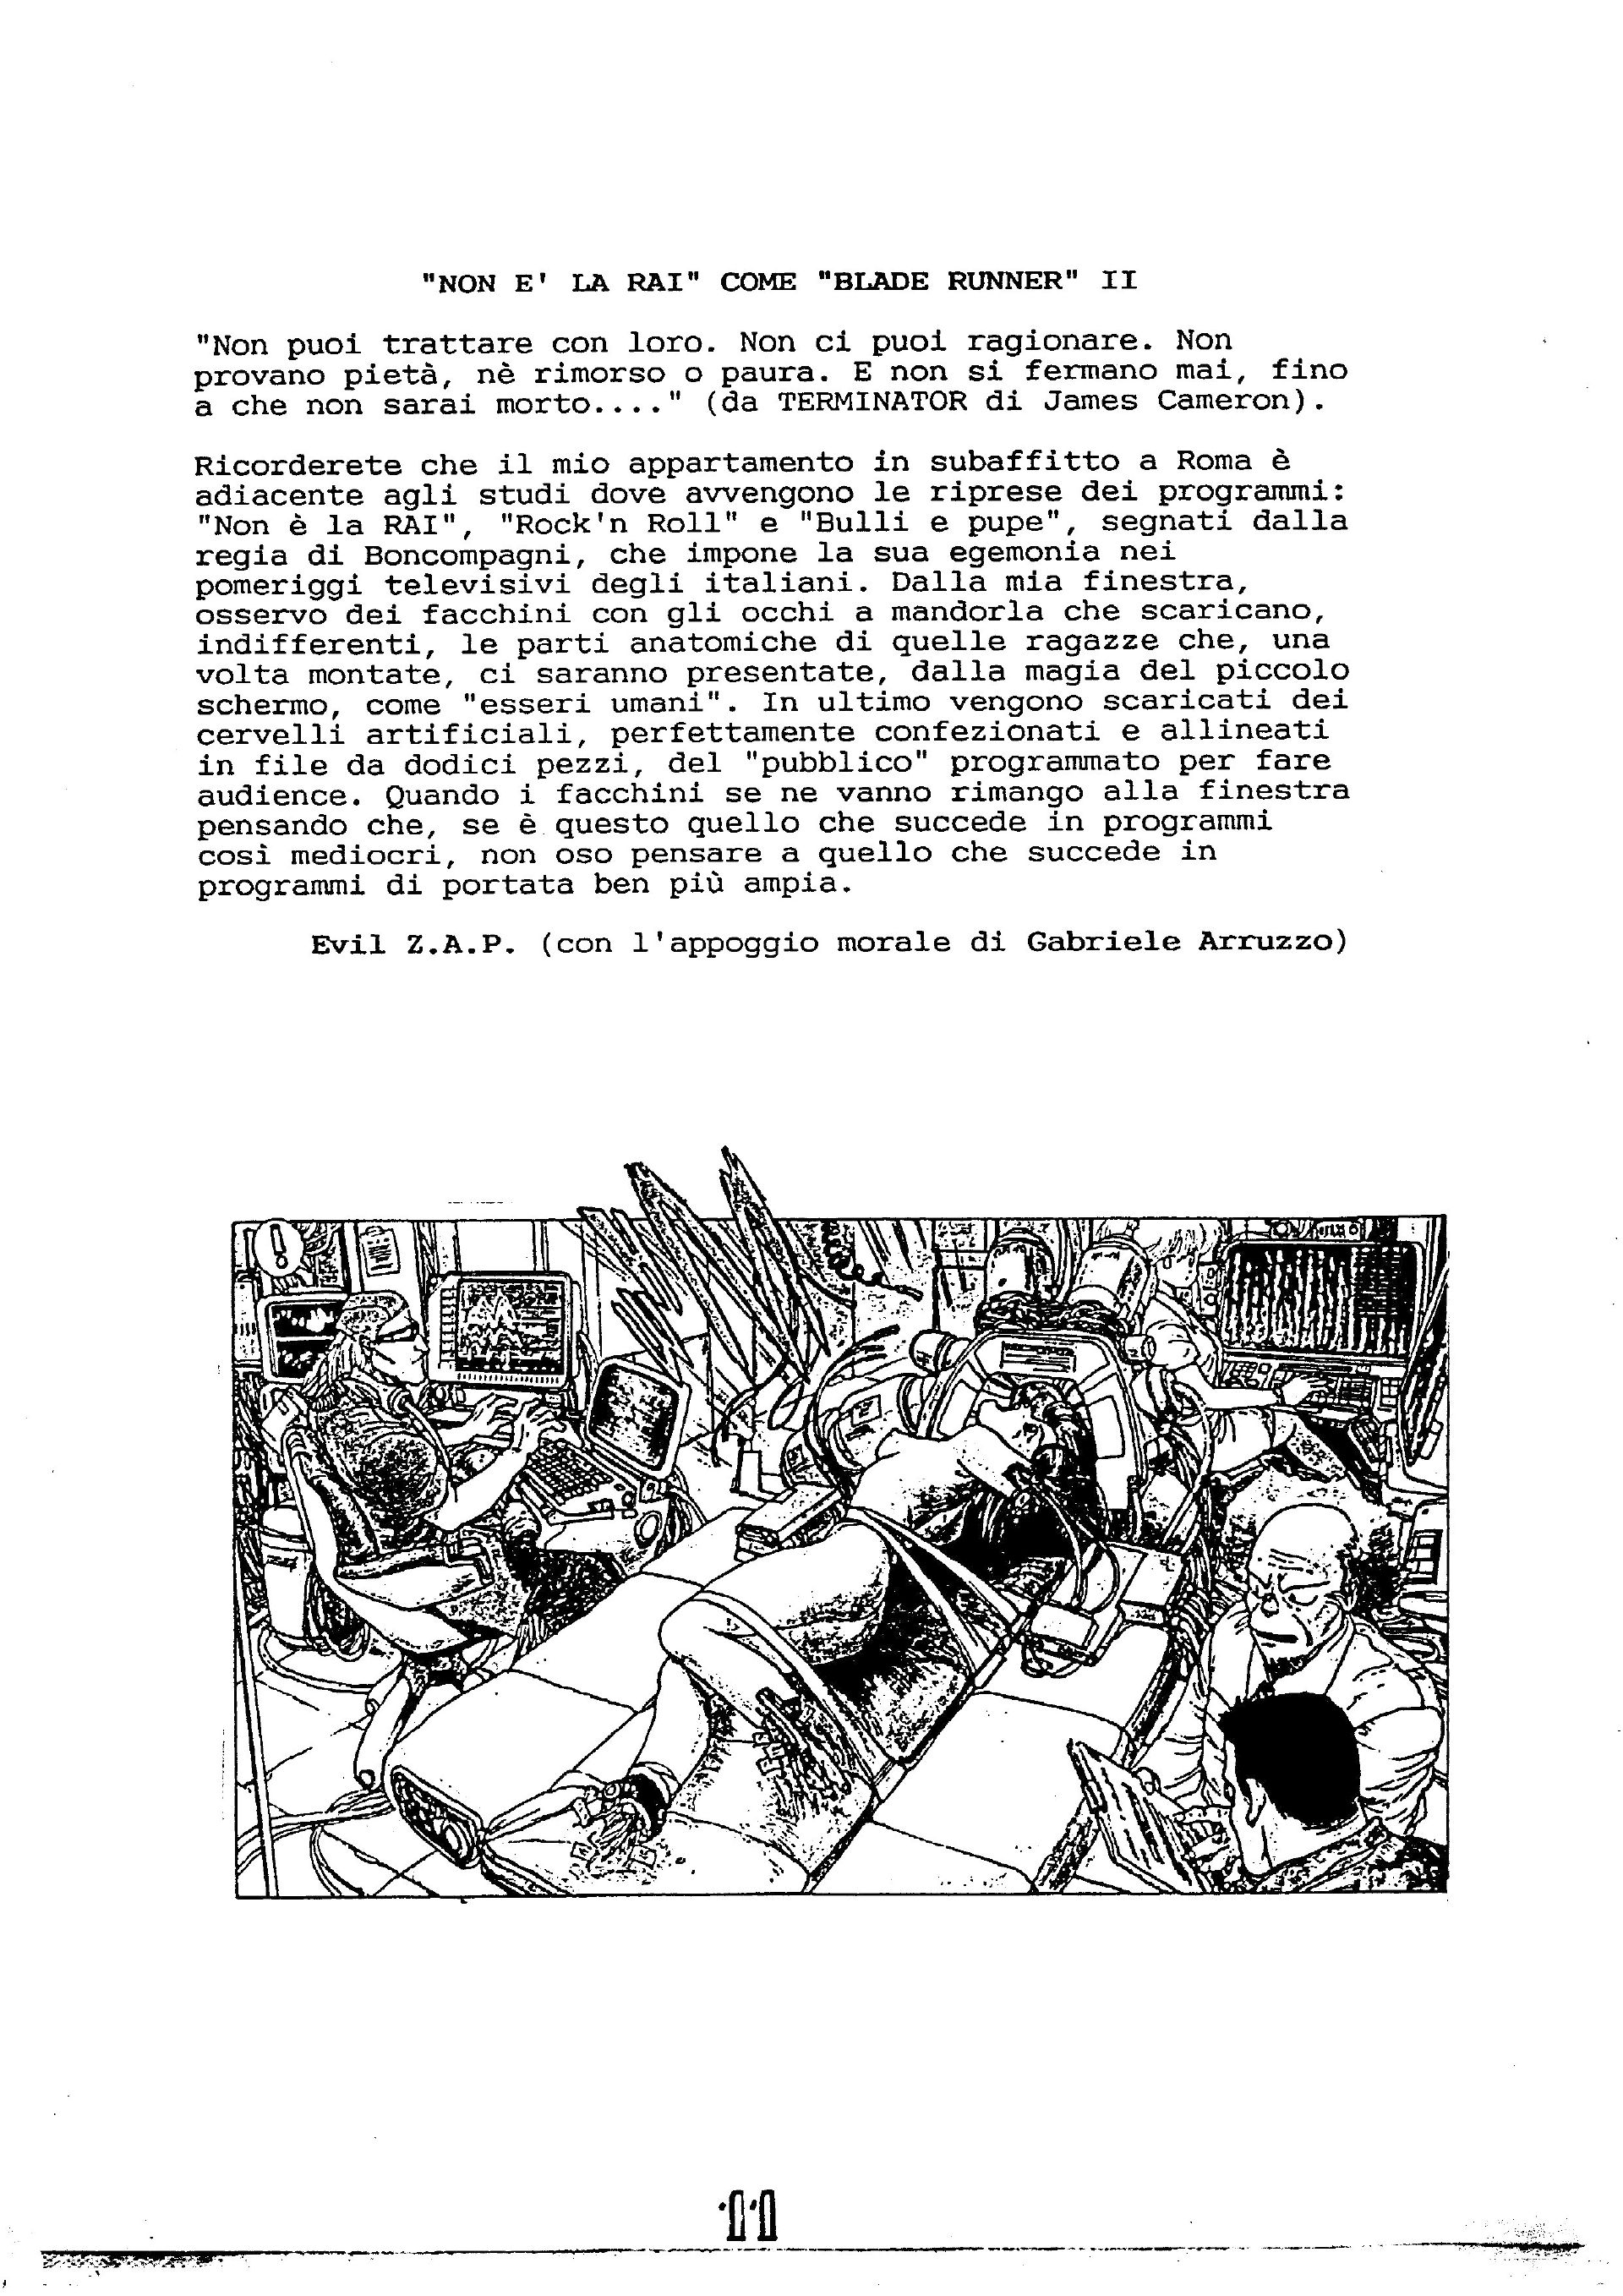 "NON E' LA RAI" COME "BLADE RUNNER" II
"Non puoi trattare con loro. Non ci puoi ragionare. Non
provano pietà, nè rimorso o paura. E non si fermano mai, fino
a che non sarai morto...." (da TERMINATOR di James Cameron).
Ricorderete che il mio appartamento in subaffitto a Roma è
adiacente agli studi dove avvengono le riprese dei programmi:
"Non è la RAI", "Rock'n Roll" e "Bulli e pupe", segnati dalla
regia di Boncompagni, che impone la sua egemonia nei
pomeriggi televisivi degli italiani. Dalla mia finestra,
osservo dei facchini con gli occhi a mandorla che scaricano,
indifferenti, le parti anatomiche di quelle ragazze che, una
volta montate, ci saranno presentate, dalla magia del piccolo
schermo, come "esseri umani". In ultimo vengono scaricati dei
cervelli artificiali, perfettamente confezionati e allineati
in file da dodici pezzi, del "pubblico" programmato per fare
audience. Quando i facchini se ne vanno rimango alla finestra
pensando che, se è questo quello che succede in programmi
così mediocri, non oso pensare a quello che succede in
programmi di portata ben più ampia.
Evil Z.A.P. (con l'appoggio morale di Gabriele Arruzzo)
!
11